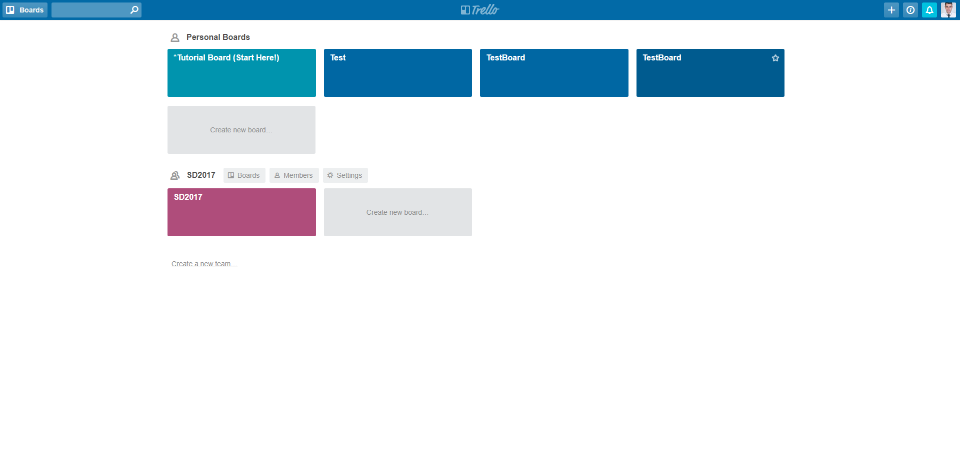 Boards
Trello
Personal Boards
*Tutorial Board (Start Here!)
Test
TestBoard
TestBoard
Create new board...
SD2017
Boards
Members
Settings
SD2017
Create new board...
Create a new team...